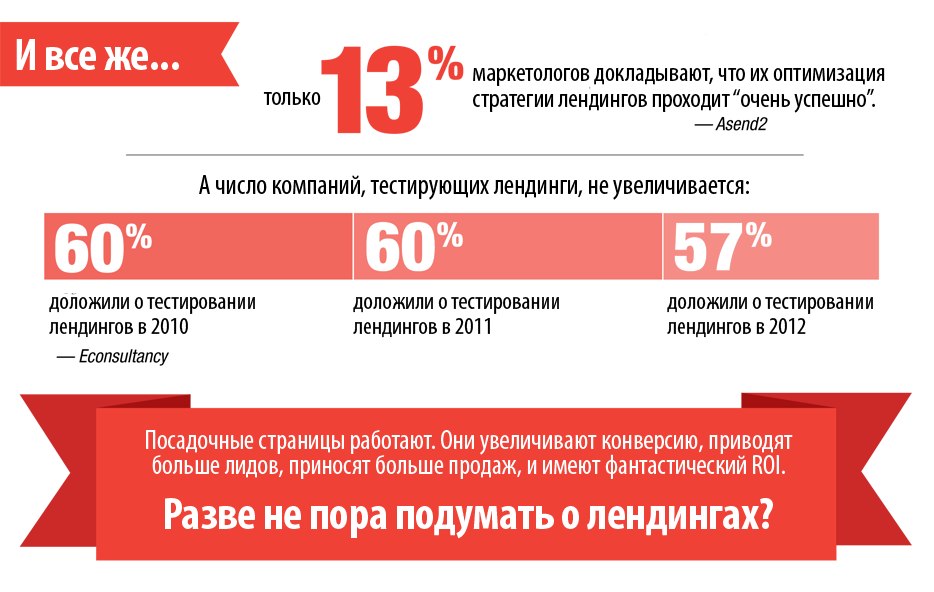 И все же...
только 13% маркетологов докладывают, что их оптимизация
стратегии лендингов проходит “очень успешно”.
— Asend2
А число компаний, тестирующих лендинги, не увеличивается:
60% 60% 57%
доложили о тестировании
лендингов в 2010
— Econsultancy
доложили о тестировании
лендингов в 2011
доложили о тестировании
лендингов в 2012
Посадочные страницы работают. Они увеличивают конверсию, приводят
больше лидов, приносят больше продаж, и имеют фантастический ROI.
Разве не пора подумать о лендингах?